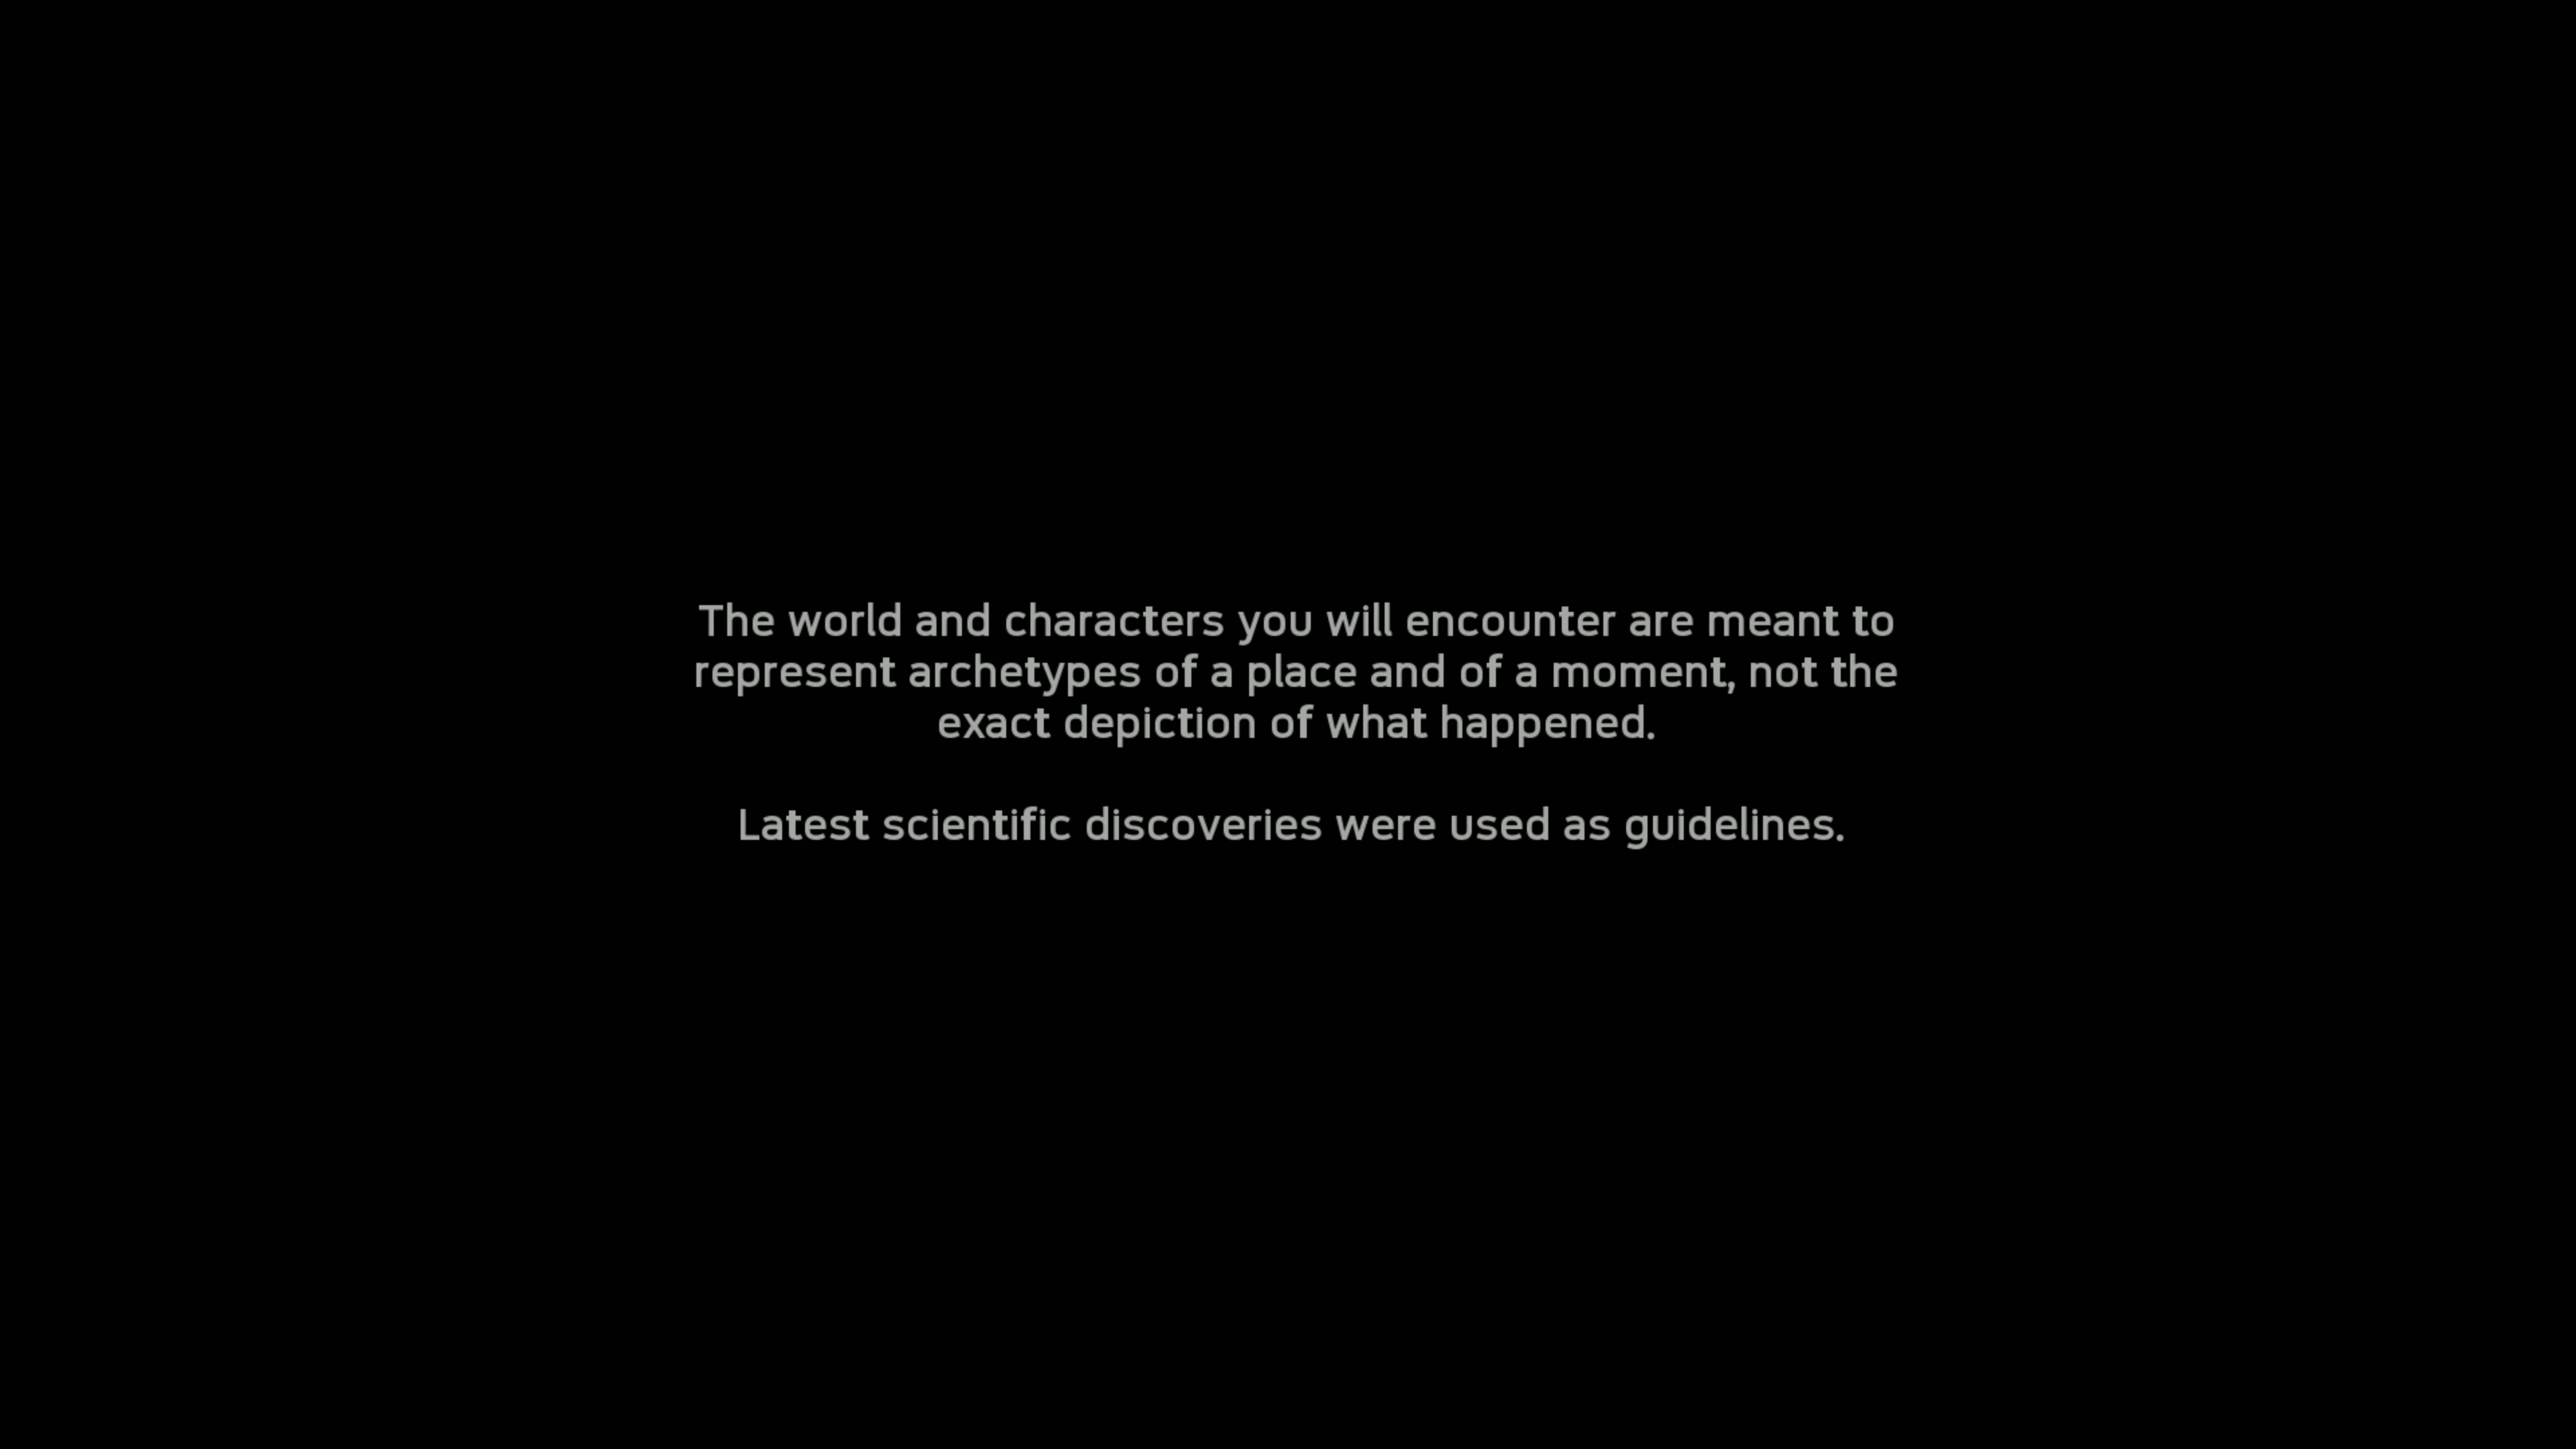 The world and characters you will encounter are meant to
represent archetypes of a place and of a moment, not the
exact depiction of what happened.
Latest scientific discoveries were used as guidelines.